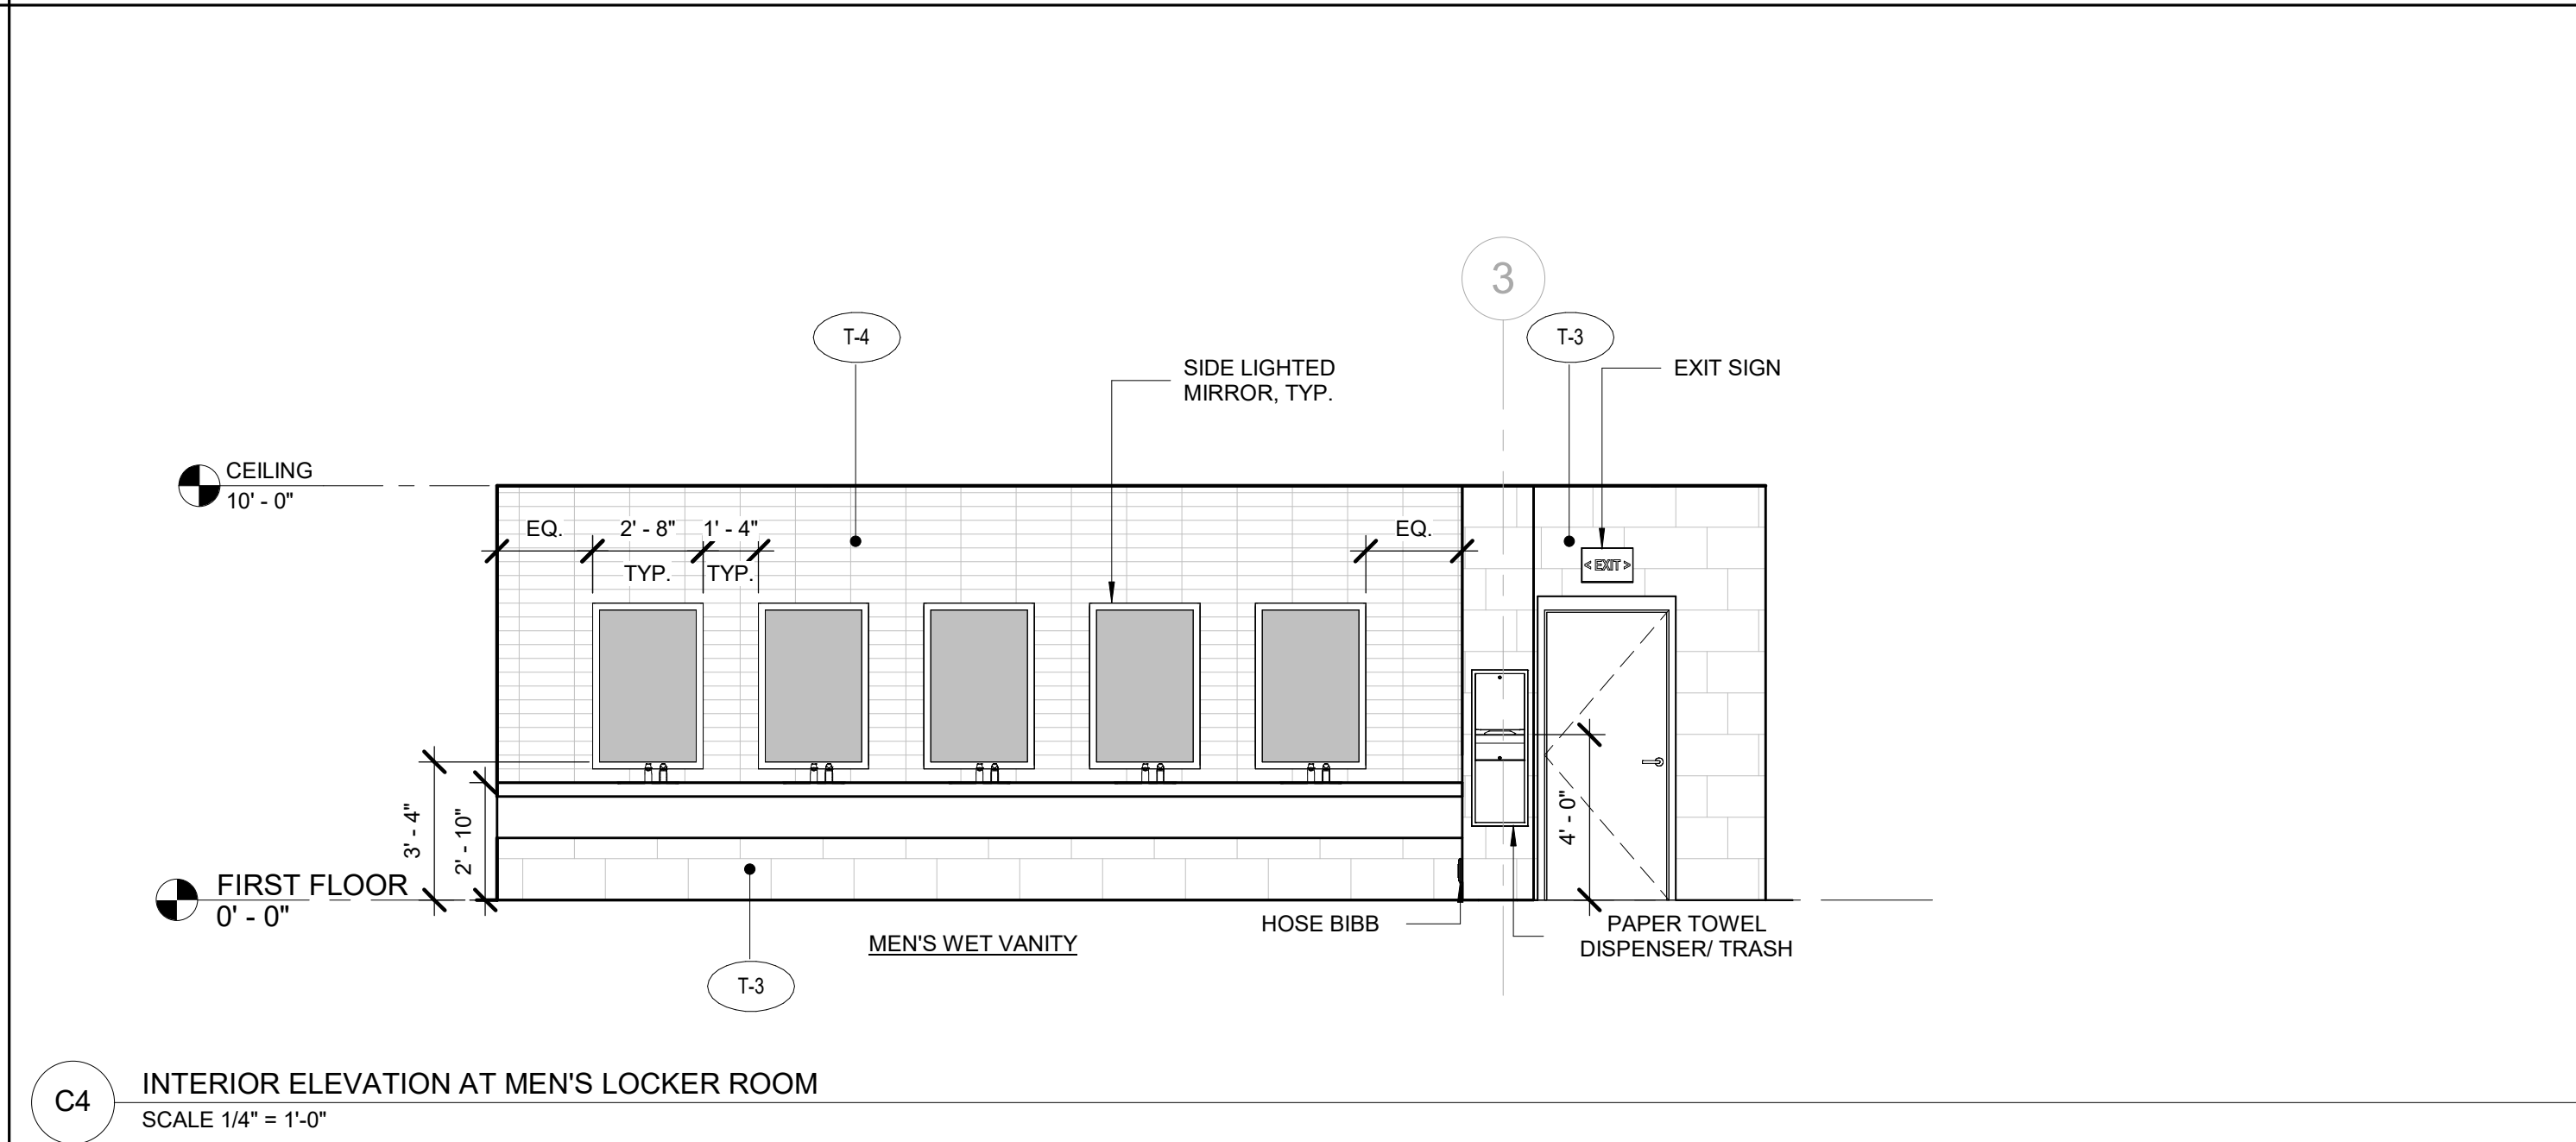 3
T-4
T-3
SIDE LIGHTED
MIRROR, TYP.
EXIT SIGN
CEILING
10' - 0"
EQ.
2' - 8"
1' - 4"
EQ.
TYP.
TYP.
< EXIT >
3' - 4"
2' - 10"
4' - 0"
FIRST FLOOR
0' - 0"
HOSE BIBB
PAPER TOWEL
DISPENSER/ TRASH
MEN'S WET VANITY
T-3
C4
INTERIOR ELEVATION AT MEN'S LOCKER ROOM
SCALE 1/4" = 1'-0"